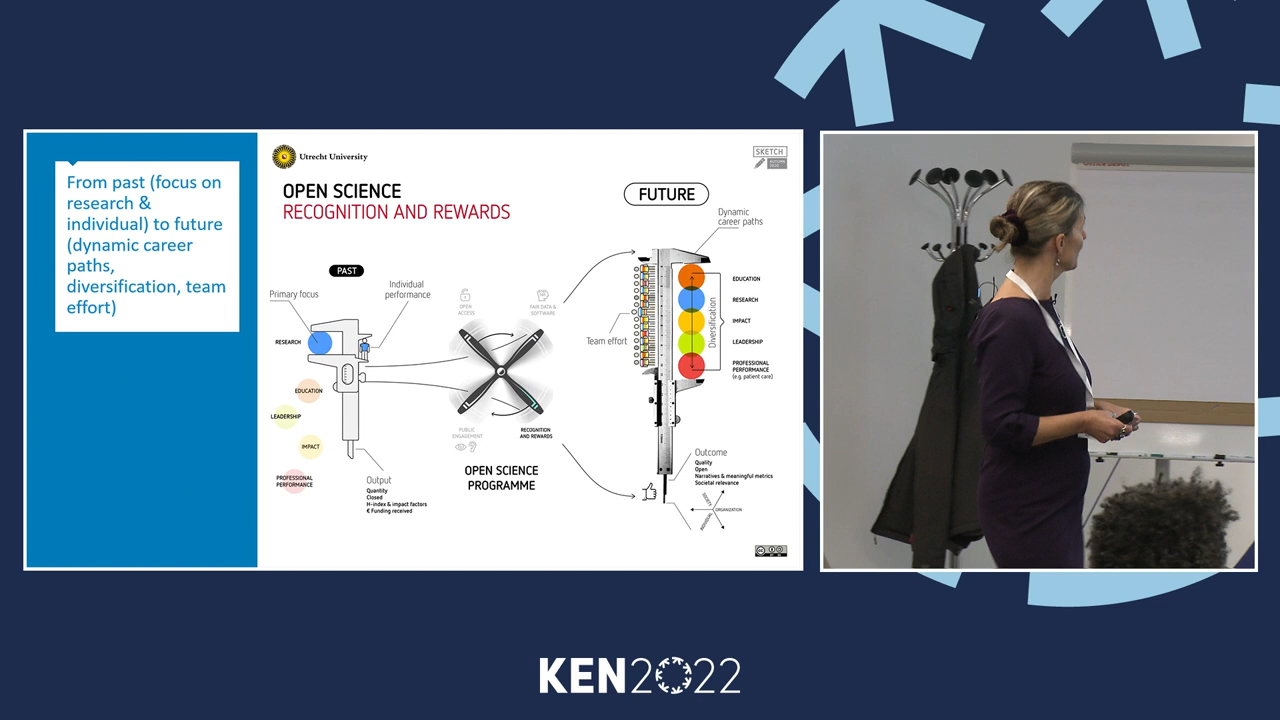 From past (focus on
research &
individual) to future
(dynamic career
paths,
diversification, team
effort)
Utrecht University
SKETCH
OPEN SCIENCE
RECOGNITION AND REWARDS
FUTURE
Dynamic
career paths
PAST
Primary focus
Individual
performance
RESEARCH
EDUCATION
LEADERSHIP
IMPACT
PROFESSIONAL
PERFORMANCE
Output
Quantity
Closed
H-index & impact factors
€ Funding received
OPEN
ACCESS
FAIR DATA &
SOFTWARE
PUBLIC
ENGAGEMENT
RECOGNITION
AND REWARDS
OPEN SCIENCE
PROGRAMME
Team effort
Diversification
EDUCATION
RESEARCH
IMPACT
LEADERSHIP
PROFESSIONAL
PERFORMANCE
(e.g. patient care)
Outcome
Quality
Open
Narratives & meaningful metrics
Societal relevance
SOCIETY
ORGANIZATION
INDIVIDUAL
KEN2022